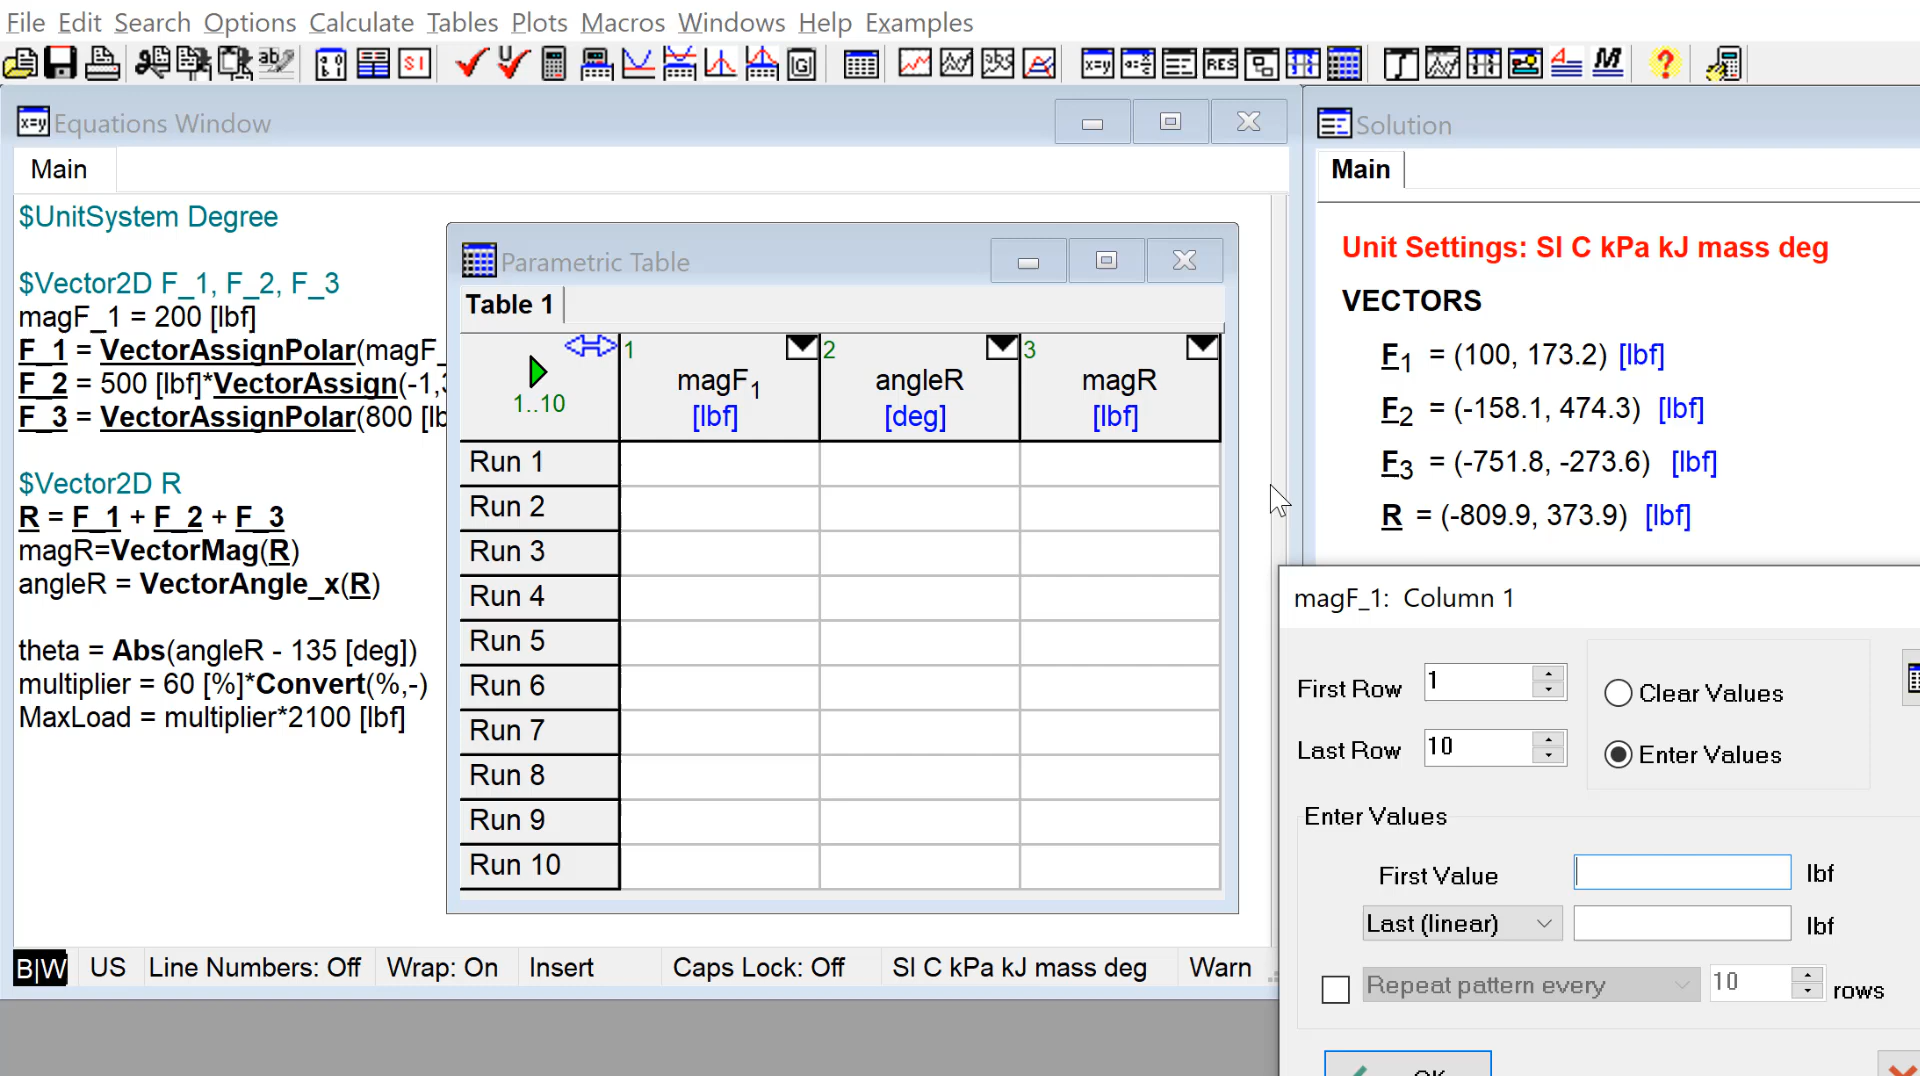 File Edit Search Options Calculate Tables Plots Macros Windows Help Examples
Equations Window
Main
$UnitSystem Degree
$Vector2D F_1, F_2, F_3
magF_1 = 200 [lbf]
F_1 = VectorAssignPolar(magF_
F_2 = 500 [lbf]*VectorAssign(-1,
F_3 = VectorAssignPolar(800 [lb
$Vector2D R
R = F_1 + F_2 + F_3
magR=VectorMag(R)
angleR = VectorAngle_x(R)
theta = Abs(angleR - 135 [deg])
multiplier = 60 [%]*Convert(%,-)
MaxLoad = multiplier*2100 [lbf]
Parametric Table
Table 1
1..10
1 magF1 [lbf]
2 angleR [deg]
3 magR [lbf]
Run 1
Run 2
Run 3
Run 4
Run 5
Run 6
Run 7
Run 8
Run 9
Run 10
B|W US Line Numbers: Off Wrap: On Insert Caps Lock: Off SI C kPa kJ mass deg Warn
Solution
Main
Unit Settings: SI C kPa kJ mass deg
VECTORS
F1 = (100, 173.2) [lbf]
F2 = (-158.1, 474.3) [lbf]
F3 = (-751.8, -273.6) [lbf]
R = (-809.9, 373.9) [lbf]
magF_1: Column 1
First Row 1
Clear Values
Last Row 10
Enter Values
Enter Values
First Value lbf
Last (linear) lbf
Repeat pattern every 10 rows
OK